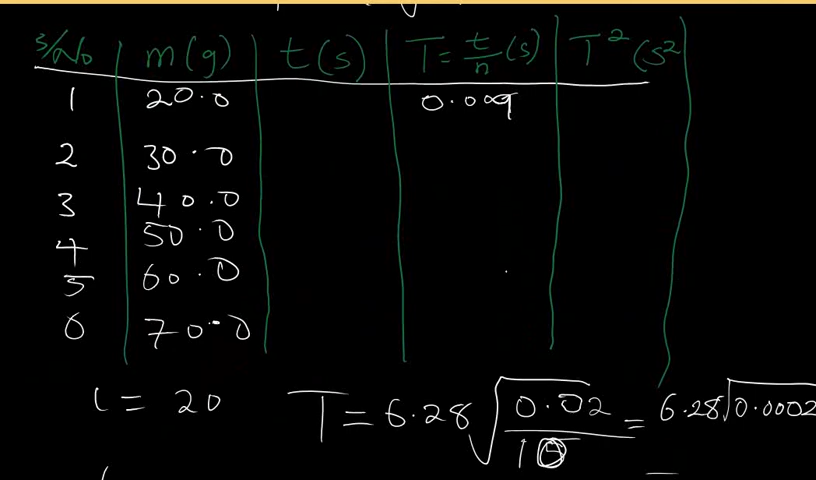 S/No m(g) t(s) T = t/n (s) T² (s²
1 20.0 0.009
2 30.0
3 40.0
4 50.0
5 60.0
6 70.0
l = 20 T = 6.28 √0.02/10 = 6.28√0.0002